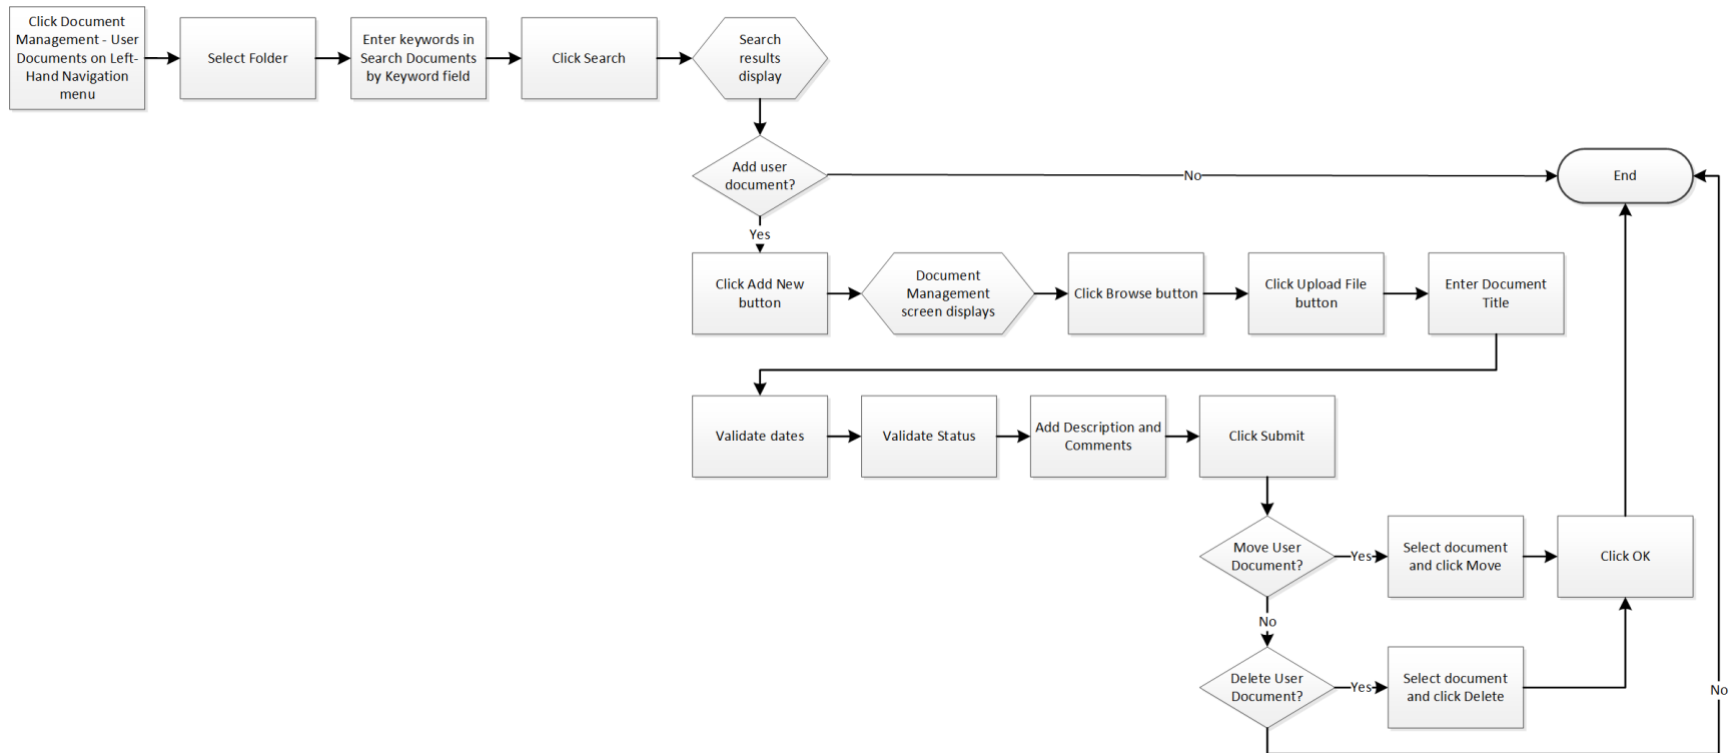 Click Document
Management - User
Documents on Left-
Hand Navigation
menu
Select Folder
Enter keywords in
Search Documents
by Keyword field
Click Search
Search
results
display
Add user
document?
No
End
Yes
Click Add New
button
Document
Management
screen displays
Click Browse button
Click Upload File
button
Enter Document
Title
Validate dates
Validate Status
Add Description and
Comments
Click Submit
Move User
Document?
Yes
Select document
and click Move
Click OK
No
Delete User
Document?
Yes
Select document
and click Delete
No